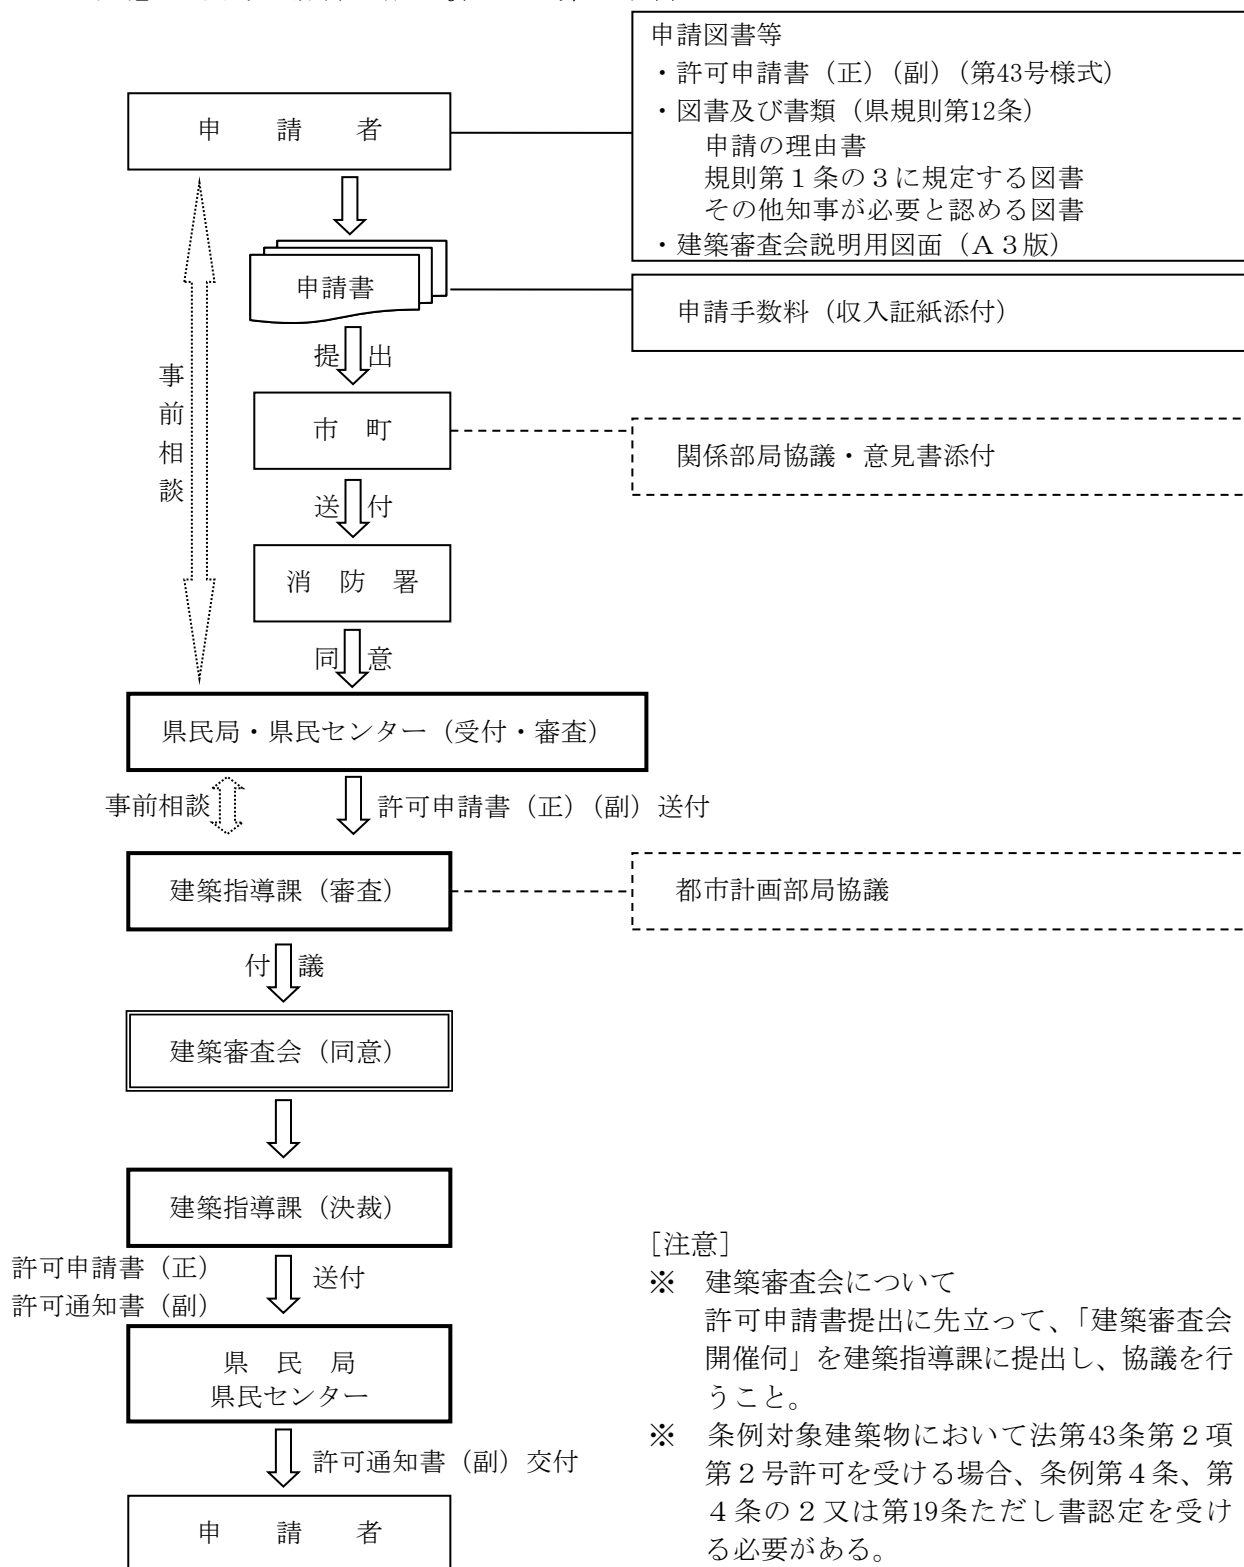 申請図書等
・許可申請書（正）（副）（第43号様式）
・図書及び書類（県規則第12条）
申請の理由書
規則第１条の３に規定する図書
その他知事が必要と認める図書
・建築審査会説明用図面（Ａ３版）
申　請　者
申請書
申請手数料（収入証紙添付）
提出
事前相談
市　町
関係部局協議・意見書添付
送付
消　防　署
同意
県民局・県民センター（受付・審査）
事前相談
許可申請書（正）（副）送付
建築指導課（審査）
都市計画部局協議
付議
建築審査会（同意）
建築指導課（決裁）
許可申請書（正）
許可通知書（副）
送付
県　民　局
県民センター
許可通知書（副）交付
申　請　者
［注意］
※　建築審査会について
許可申請書提出に先立って、「建築審査会
開催伺」を建築指導課に提出し、協議を行
うこと。
※　条例対象建築物において法第43条第２項
第２号許可を受ける場合、条例第４条、第
４条の２又は第19条ただし書認定を受け
る必要がある。